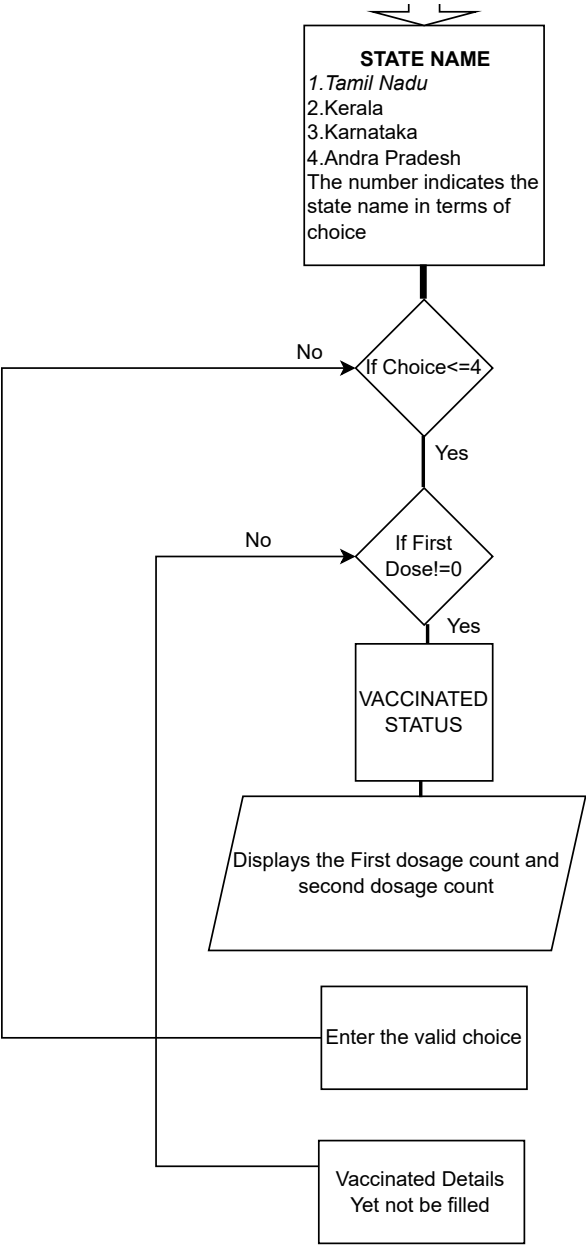 STATE NAME
1.Tamil Nadu
2.Kerala
3.Karnataka
4.Andra Pradesh
The number indicates the
state name in terms of
choice
No
If Choice<=4
Yes
No
If First
Dose!=0
Yes
VACCINATED
STATUS
Displays the First dosage count and
second dosage count
Enter the valid choice
Vaccinated Details
Yet not be filled